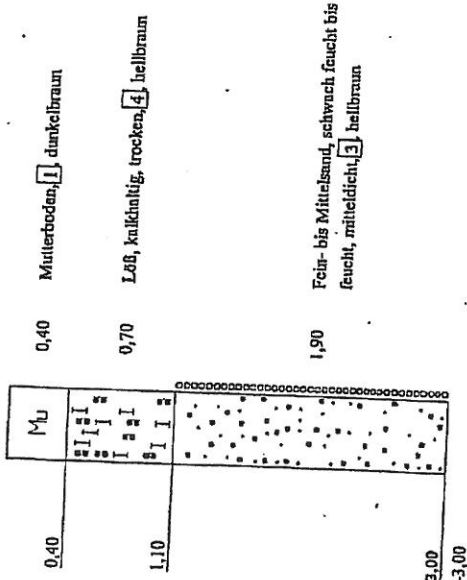 Mu
0,40
0,40 Mutterboden, 1, dunkelbraun
0,70 Löß, kalkhaltig, trocken, 4, hellbraun
1,10
1,90 Fein- bis Mittelsand, schwach feucht bis
feucht, mitteldicht, 3, hellbraun
3,00
-3,00